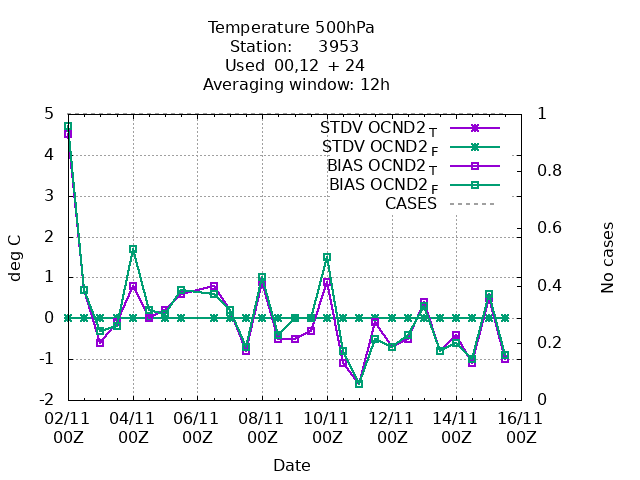 Temperature 500hPa
Station: 3953
Used 00,12 + 24
Averaging window: 12h
5
4
3
2
1
0
-1
-2
deg C
1
0.8
0.6
0.4
0.2
0
No cases
STDV OCND2 T
STDV OCND2 F
BIAS OCND2 T
BIAS OCND2 F
CASES
02/11 04/11 06/11 08/11 10/11 12/11 14/11 16/11
00Z 00Z 00Z 00Z 00Z 00Z 00Z 00Z
Date